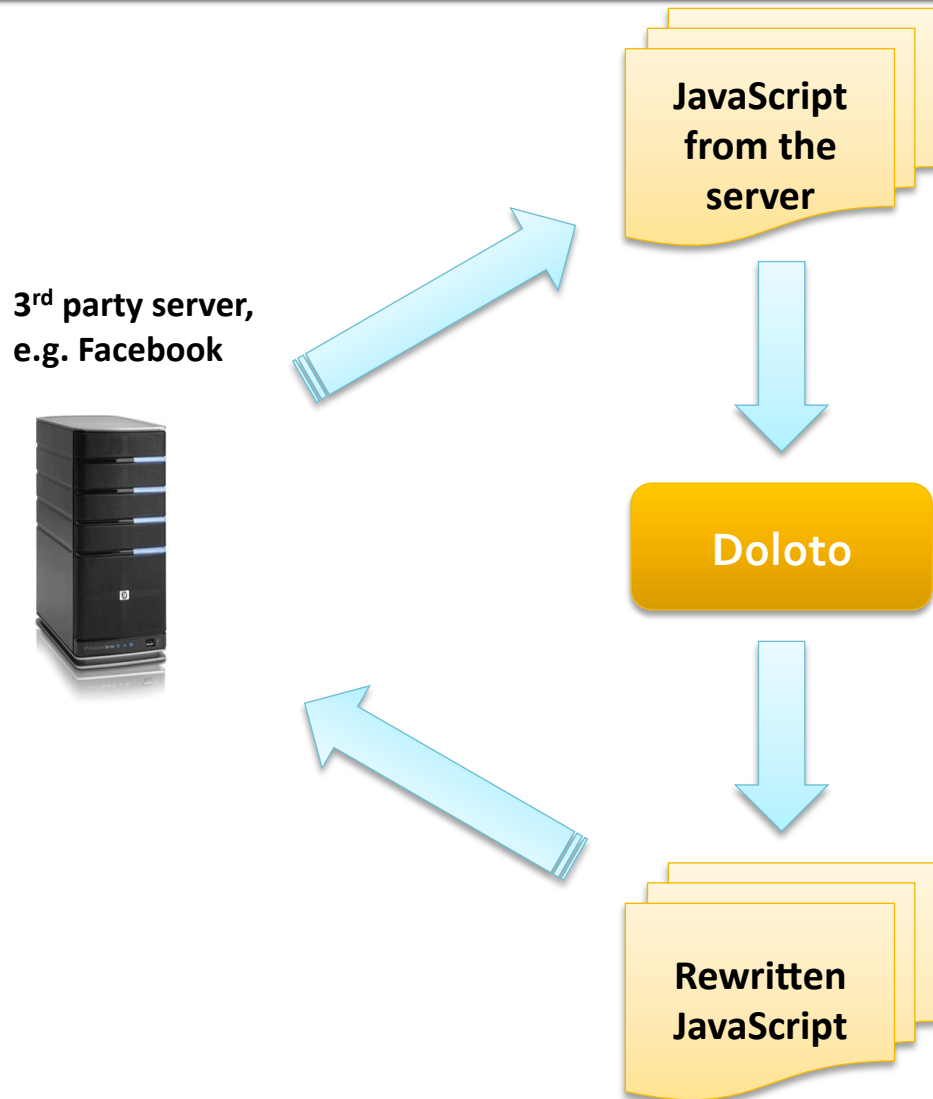 JavaScript
from the
server
3rd party server,
e.g. Facebook
Doloto
Rewritten
JavaScript